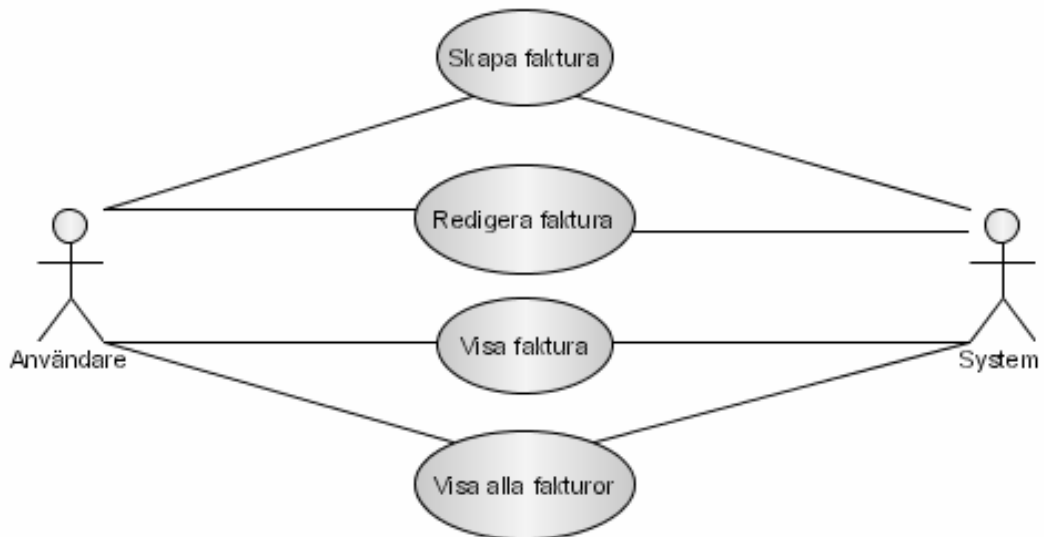 Skapa faktura
Redigera faktura
Visa faktura
Användare
System
Visa alla fakturor